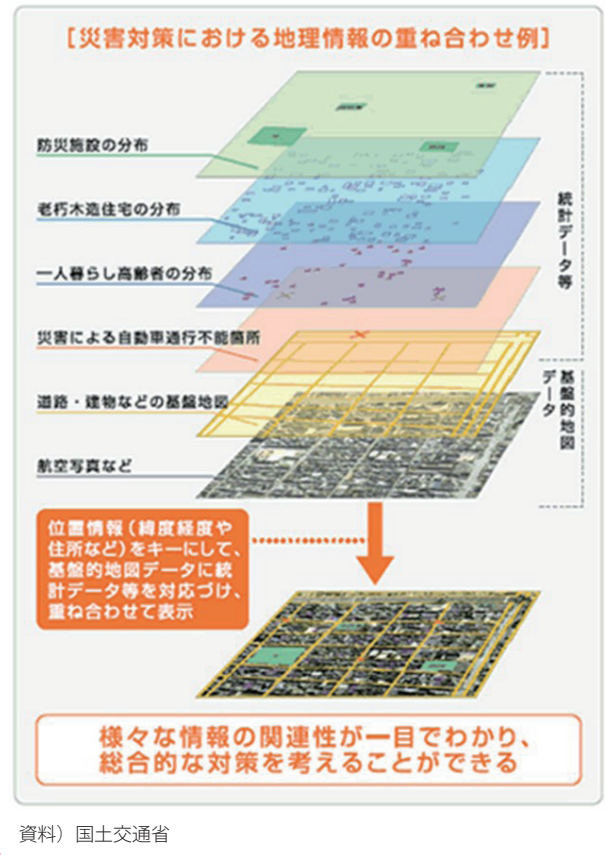 ［災害対策における地理情報の重ね合わせ例］
防災施設の分布
老朽木造住宅の分布
一人暮らし高齢者の分布
災害による自動車通行不能箇所
道路・建物などの基盤地図
航空写真など
統計データ等
基盤的地図
データ
位置情報（緯度経度や
住所など）をキーにして、
基盤的地図データに統
計データ等を対応づけ、
重ね合わせて表示
様々な情報の関連性が一目でわかり、
総合的な対策を考えることができる
資料）国土交通省